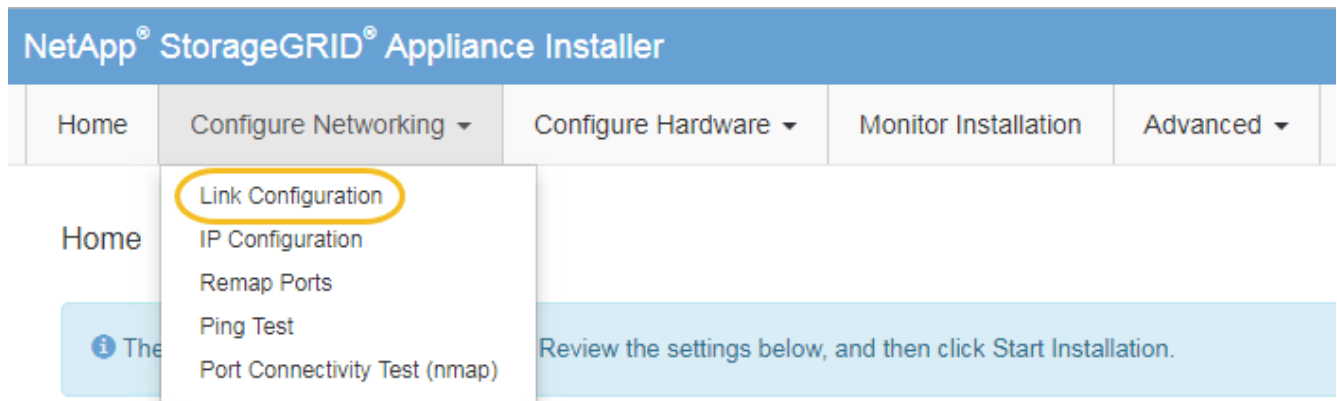 NetApp® StorageGRID® Appliance Installer
Home Configure Networking Configure Hardware Monitor Installation Advanced
Link Configuration
Home IP Configuration
Remap Ports
Ping Test
The Review the settings below, and then click Start Installation.
Port Connectivity Test (nmap)